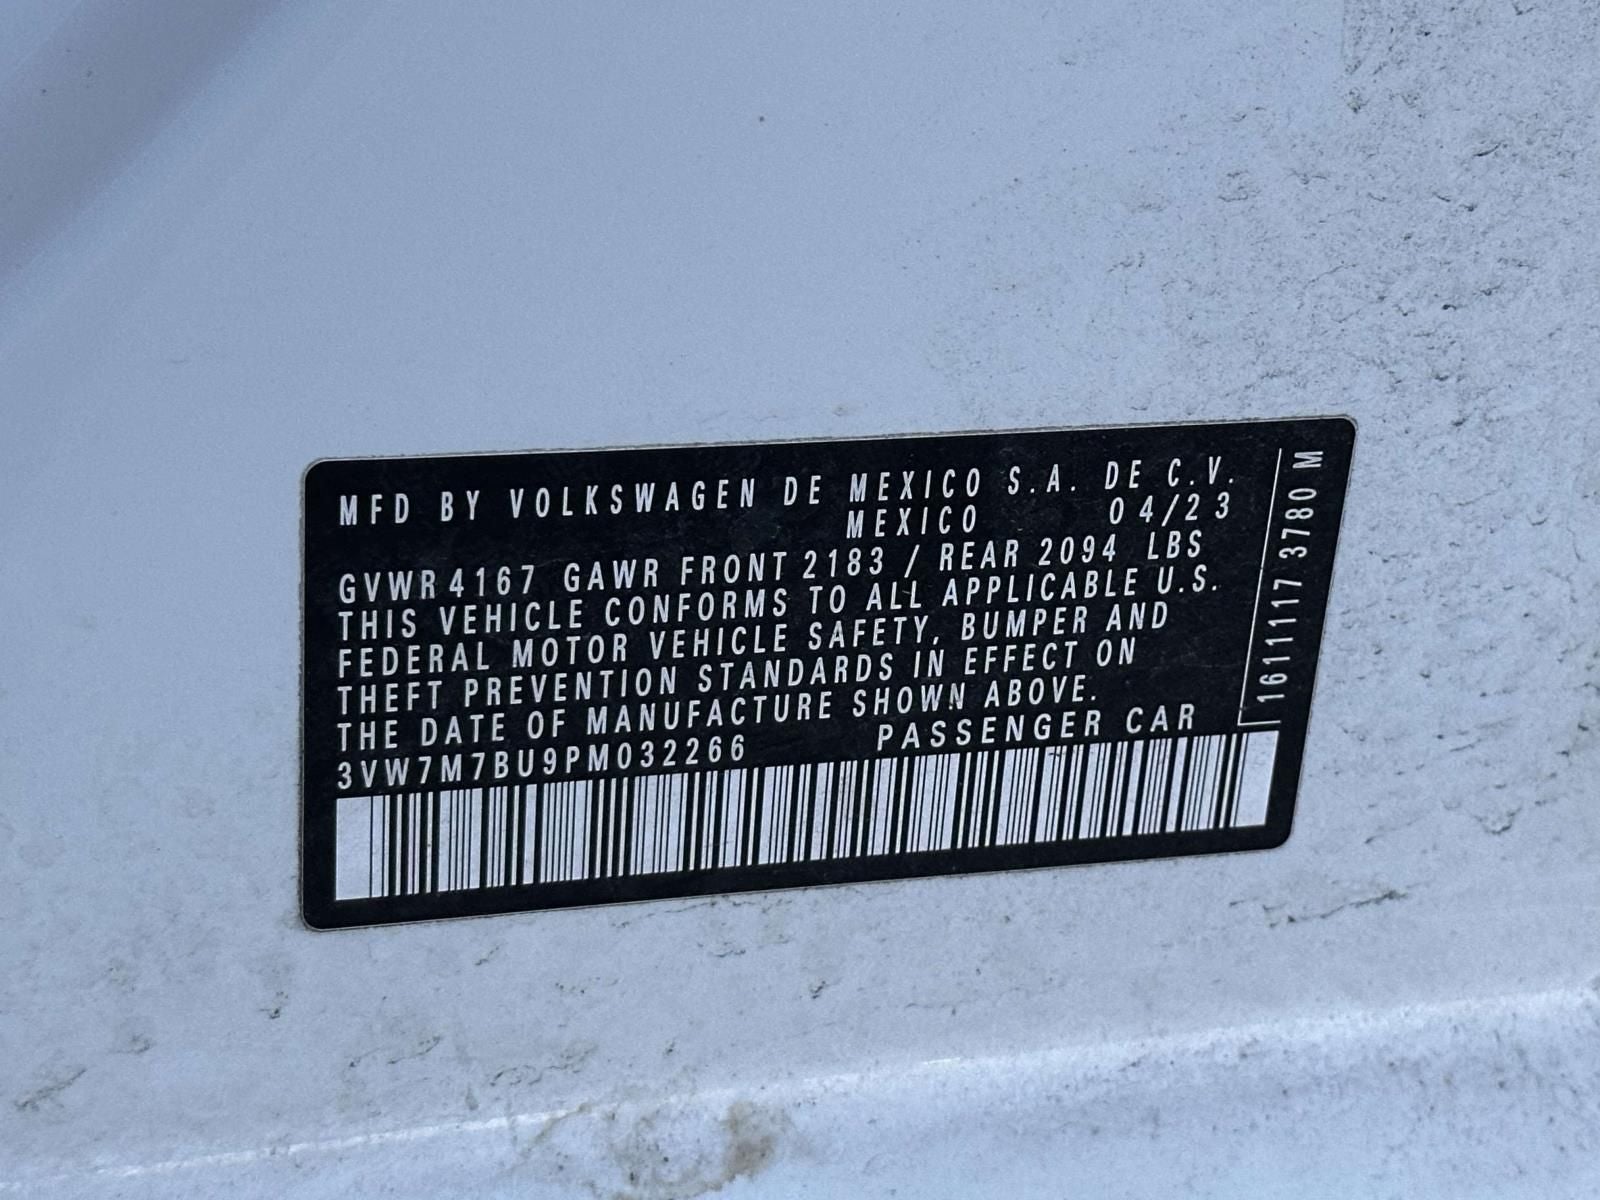 MFD BY VOLKSWAGEN DE MEXICO S.A. DE C.V.
MEXICO 04/23
GVWR 4167 GAWR FRONT 2183 / REAR 2094 LBS
THIS VEHICLE CONFORMS TO ALL APPLICABLE U.S.
FEDERAL MOTOR VEHICLE SAFETY, BUMPER AND
THEFT PREVENTION STANDARDS IN EFFECT ON
THE DATE OF MANUFACTURE SHOWN ABOVE.
3VW7M7BU9PM032266 PASSENGER CAR
1611117 3780 M